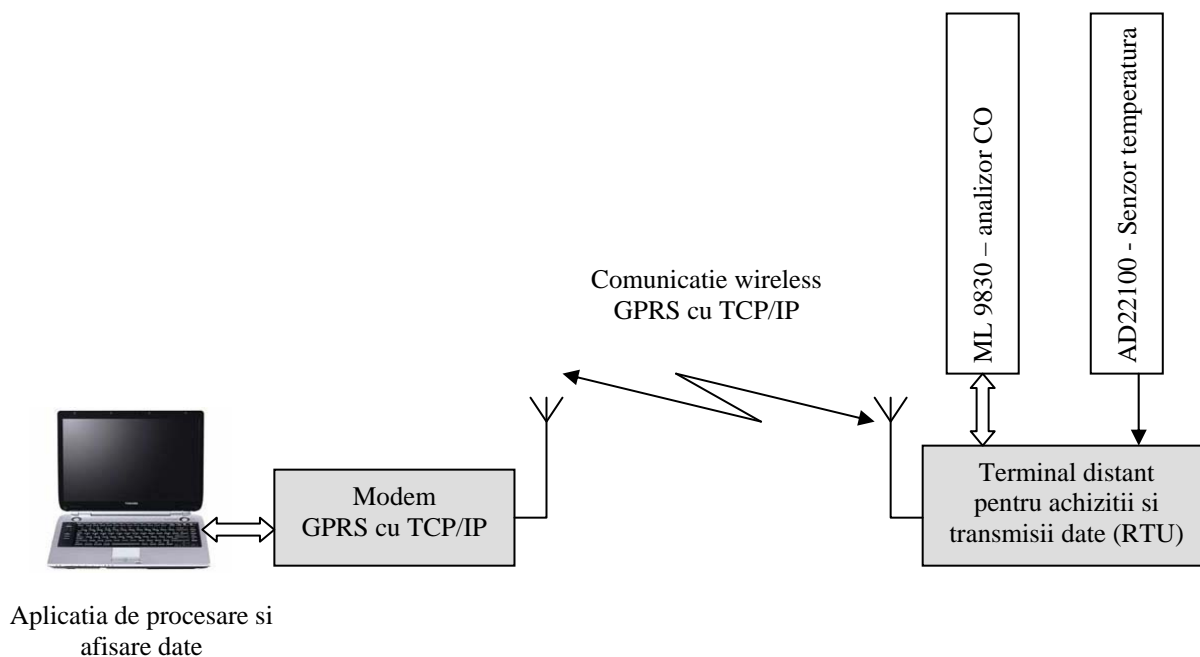 ML 9830 – analizor CO
AD22100 - Senzor temperatura
Comunicatie wireless
GPRS cu TCP/IP
Modem
GPRS cu TCP/IP
Terminal distant
pentru achizitii si
transmisii date (RTU)
Aplicatia de procesare si
afisare date